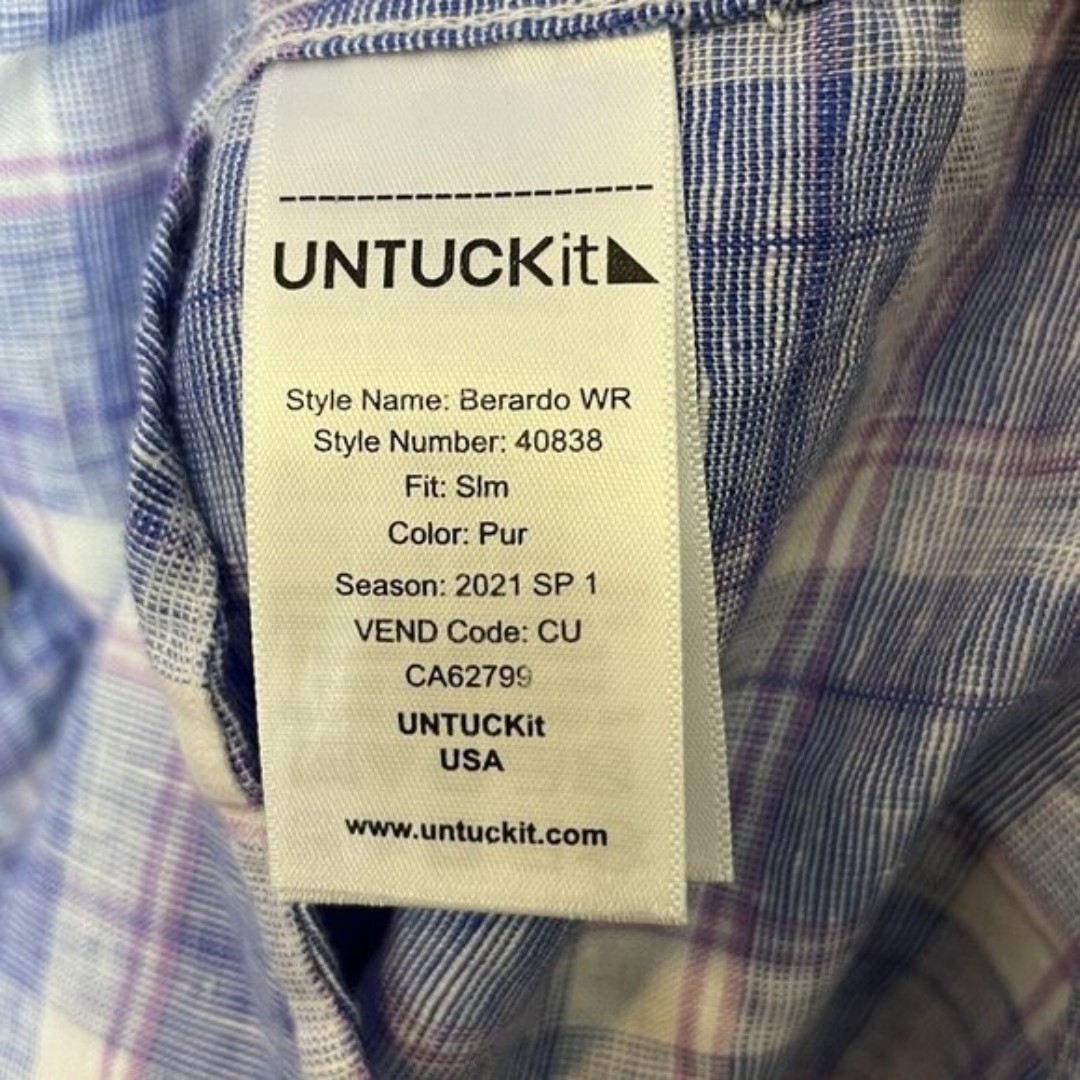 UNTUCKit
Style Name: Berardo WR
Style Number: 40838
Fit: Slm
Color: Pur
Season: 2021 SP 1
VEND Code: CU
CA62799
UNTUCKit
USA
www.untuckit.com